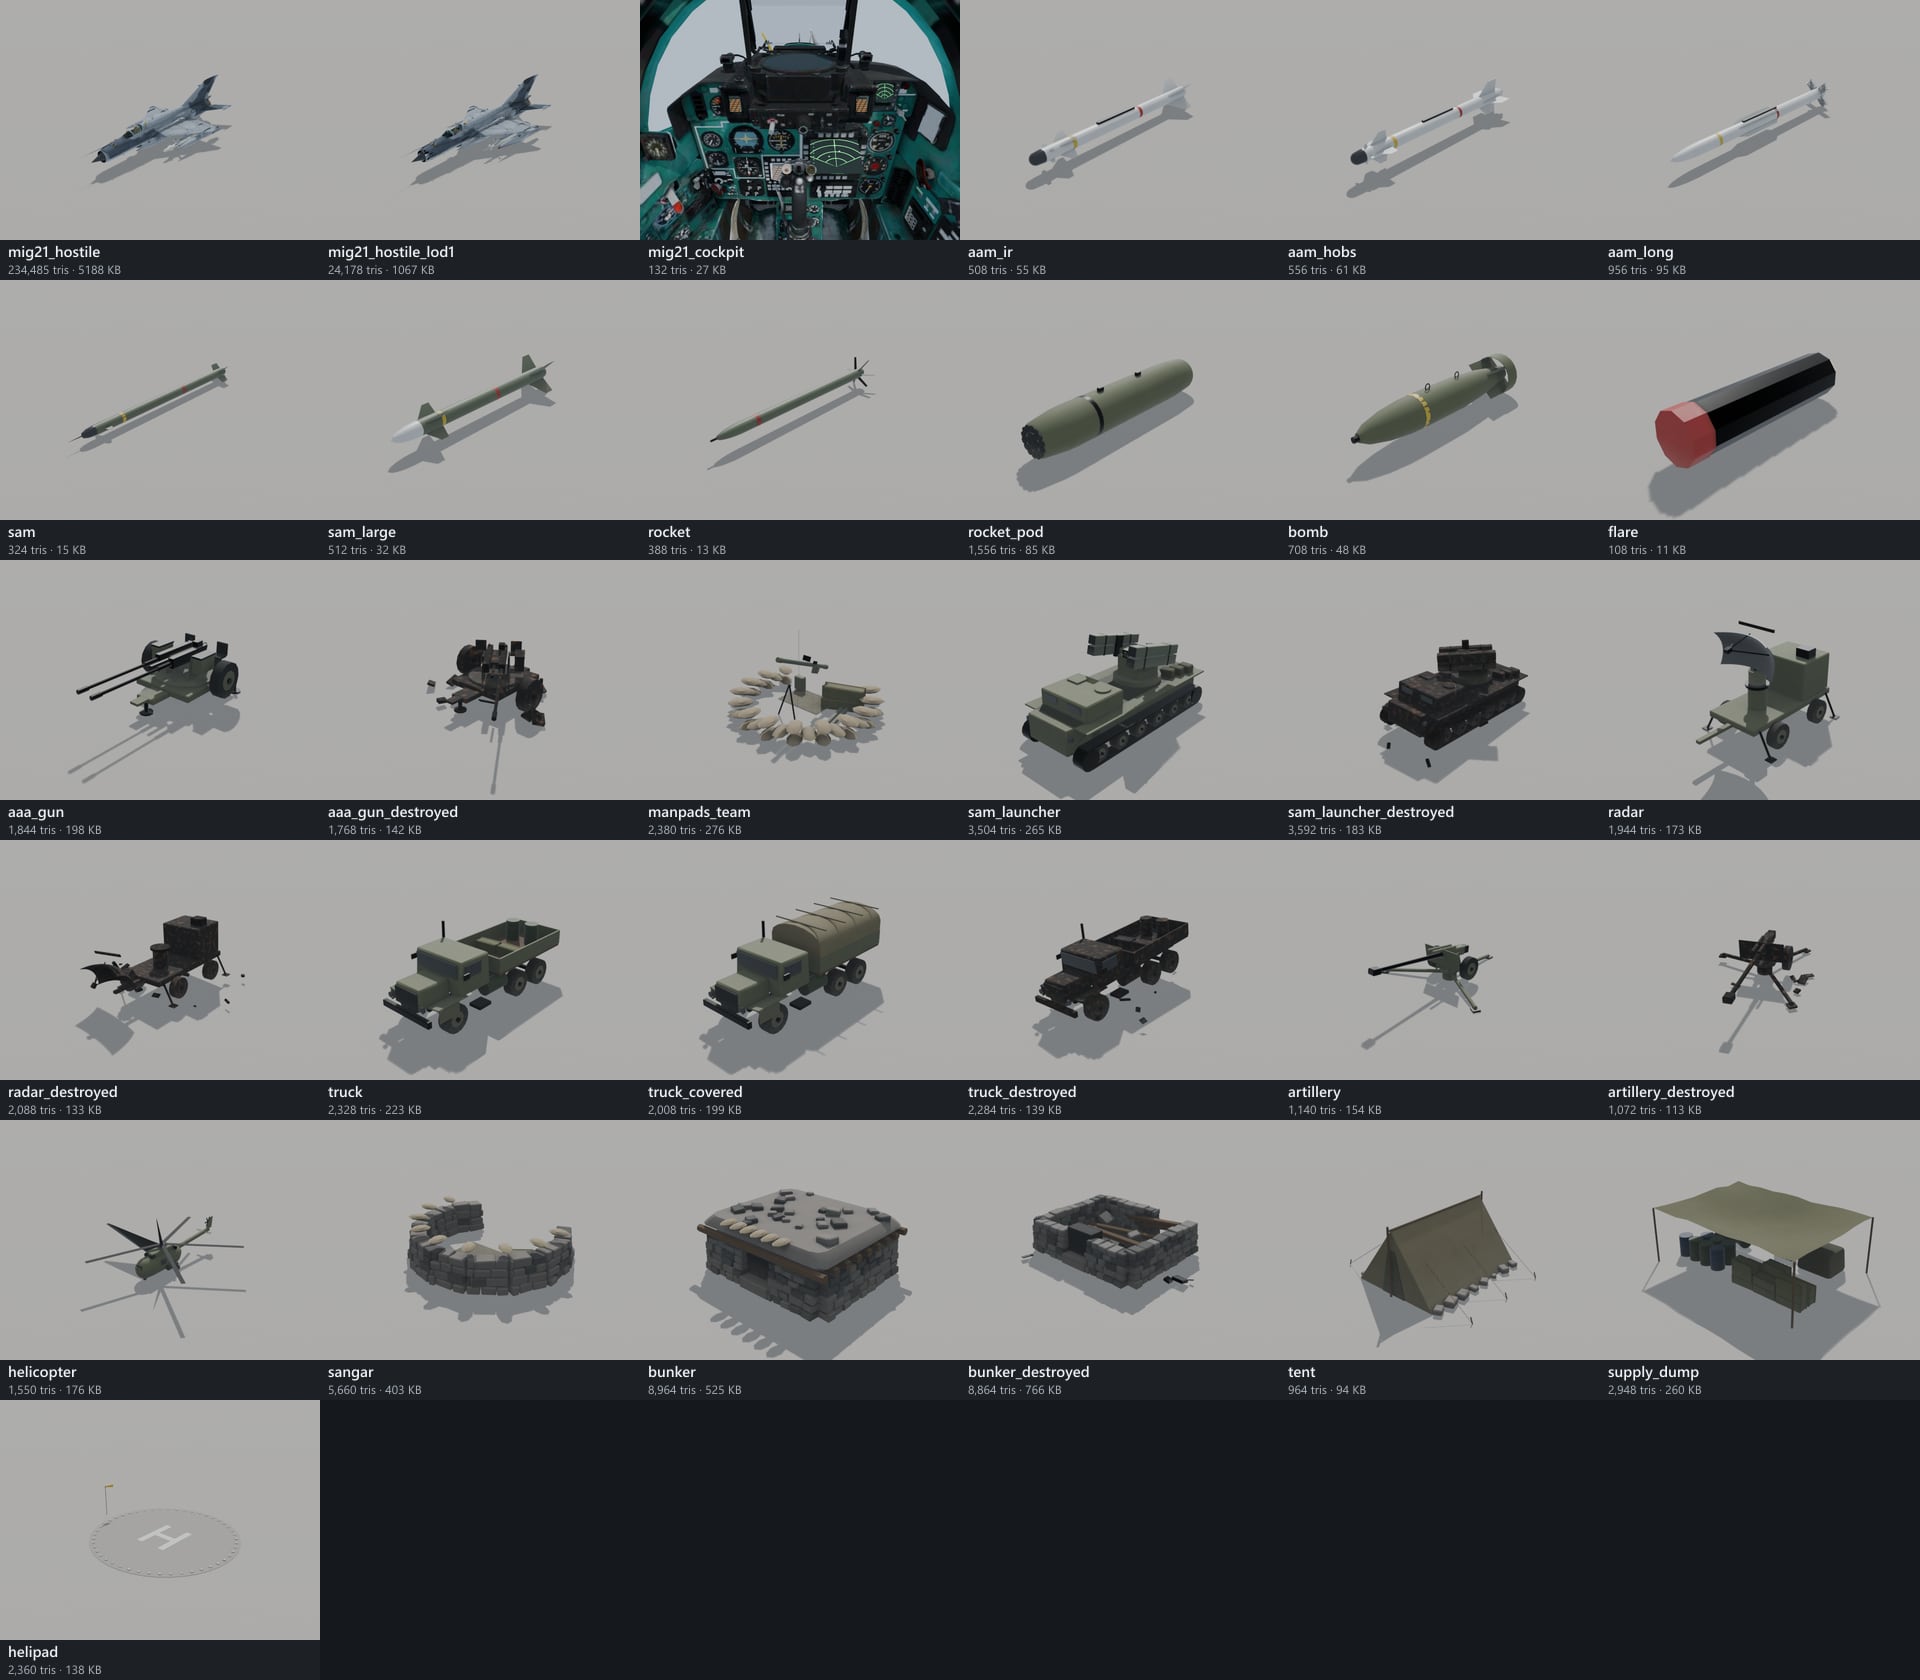 mig21_hostile
234,485 tris · 5188 KB
mig21_hostile_lod1
24,178 tris · 1067 KB
mig21_cockpit
132 tris · 27 KB
aam_ir
508 tris · 55 KB
aam_hobs
556 tris · 61 KB
aam_long
956 tris · 95 KB
sam
324 tris · 15 KB
sam_large
512 tris · 32 KB
rocket
388 tris · 13 KB
rocket_pod
1,556 tris · 85 KB
bomb
708 tris · 48 KB
flare
108 tris · 11 KB
aaa_gun
1,844 tris · 198 KB
aaa_gun_destroyed
1,768 tris · 142 KB
manpads_team
2,380 tris · 276 KB
sam_launcher
3,504 tris · 265 KB
sam_launcher_destroyed
3,592 tris · 183 KB
radar
1,944 tris · 173 KB
radar_destroyed
2,088 tris · 133 KB
truck
2,328 tris · 223 KB
truck_covered
2,008 tris · 199 KB
truck_destroyed
2,284 tris · 139 KB
artillery
1,140 tris · 154 KB
artillery_destroyed
1,072 tris · 113 KB
helicopter
1,550 tris · 176 KB
sangar
5,660 tris · 403 KB
bunker
8,964 tris · 525 KB
bunker_destroyed
8,864 tris · 766 KB
tent
964 tris · 94 KB
supply_dump
2,948 tris · 260 KB
H
helipad
2,360 tris · 138 KB